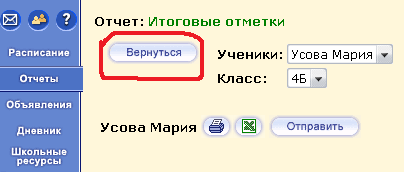 Отчет: Итоговые отметки
Вернуться
Ученики: Усова Мария
Класс: 4Б
Усова Мария Отправить
Расписание
Отчеты
Объявления
Дневник
Школьные
ресурсы